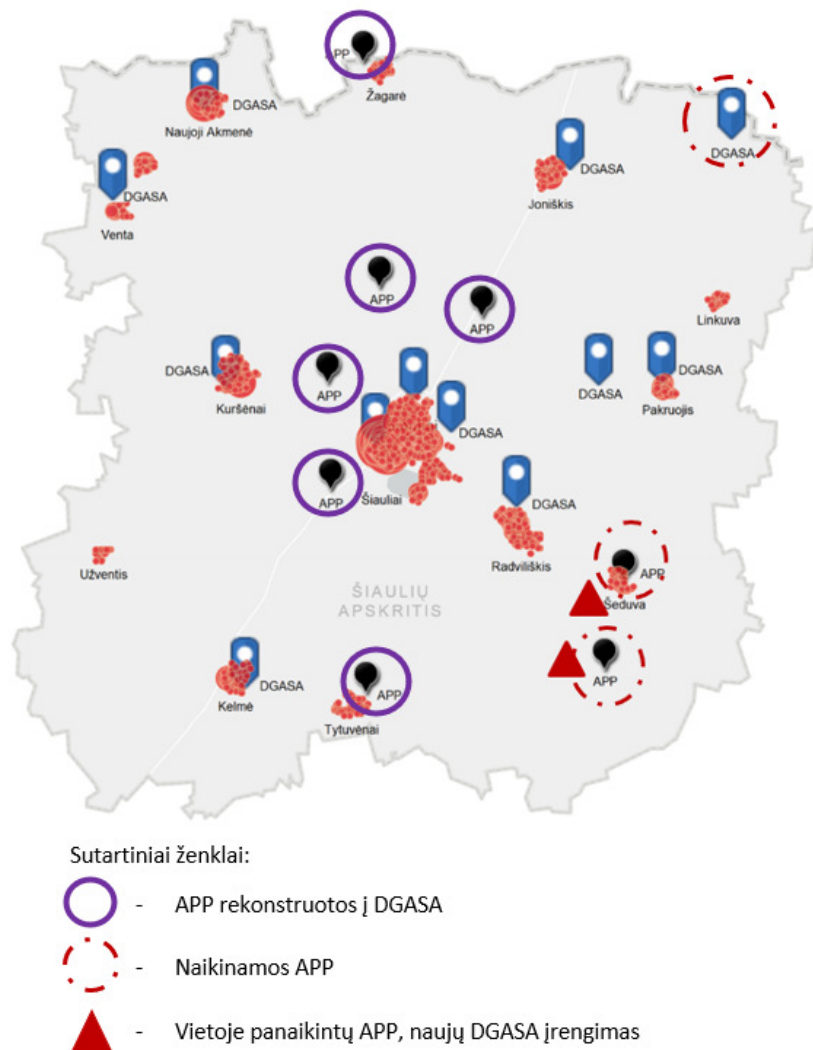 APP
Žagarė
DGASA
Naujoji Akmenė
DGASA
DGASA
Joniškis
DGASA
Venta
APP
APP
Linkuva
DGASA
Kuršėnai
APP
DGASA
DGASA
Pakruojis
DGASA
APP
Šiauliai
DGASA
Radviliškis
Užventis
APP
Šeduva
ŠIAULIŲ
APSKRITIS
APP
DGASA
Kelmė
APP
Tytuvėnai
Sutartiniai ženklai:
- APP rekonstruotos į DGASA
- Naikinamos APP
- Vietoje panaikintų APP, naujų DGASA įrengimas